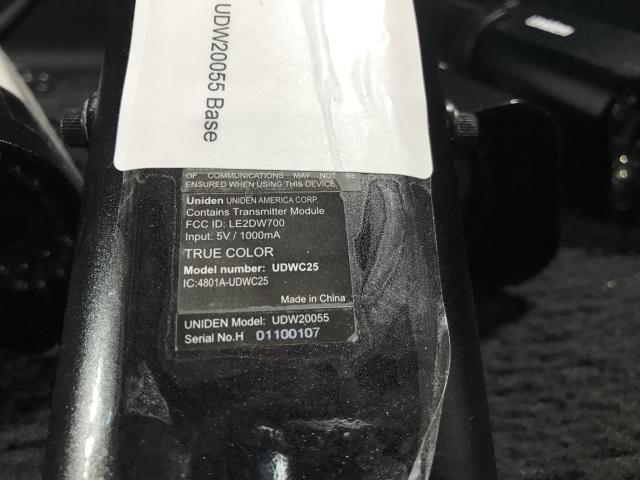 UDW20055 Base
uniden
OF COMMUNICATIONS MAY NOT BE
ENSURED WHEN USING THIS DEVICE
Uniden UNIDEN AMERICA CORP.
Contains Transmitter Module
FCC ID: LE2DW700
Input: 5V / 1000mA
TRUE COLOR
Model number: UDWC25
IC:4801A-UDWC25
Made in China
UNIDEN Model: UDW20055
Serial No.H 01100107